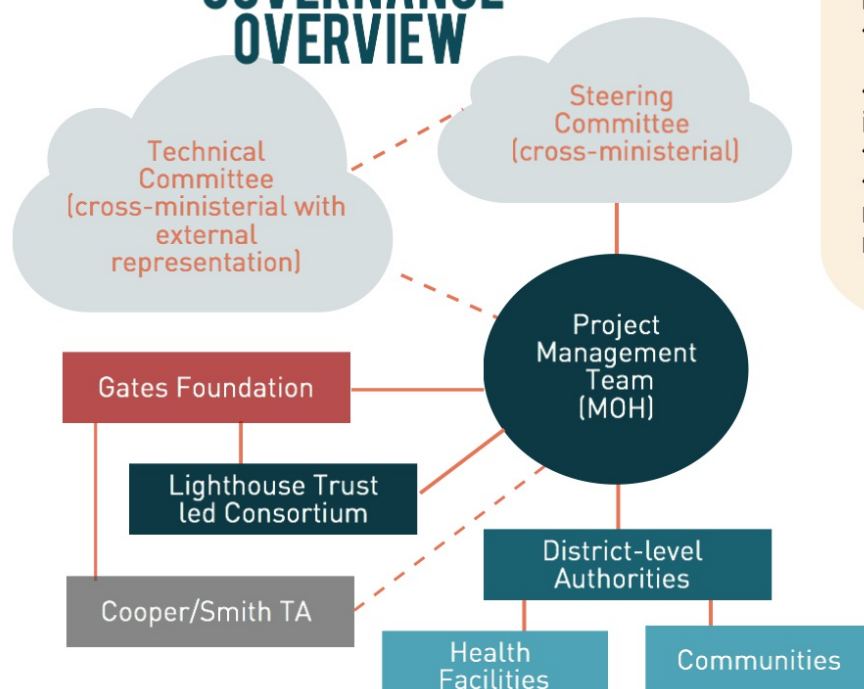 GOVERNANCE
OVERVIEW
Steering
Committee
(cross-ministerial)
Technical
Committee
(cross-ministerial with
external
representation)
Project
Management
Team
(MOH)
Gates Foundation
Lighthouse Trust
led Consortium
District-level
Authorities
Cooper/Smith TA
Health
Facilities
Communities